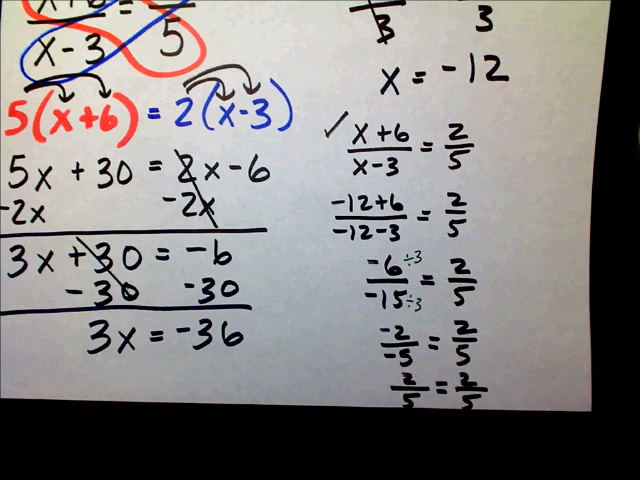 x+6 =
x-3 5
5(x+6) = 2(x-3)
5x +30 = 2x -6
-2x -2x
3x +30 = -6
-30 -30
3x = -36
3 3
x = -12
✓ x+6/x-3 = 2/5
-12+6/-12-3 = 2/5
-6 ÷3/-15 ÷3 = 2/5
-2/-5 = 2/5
2/5 = 2/5